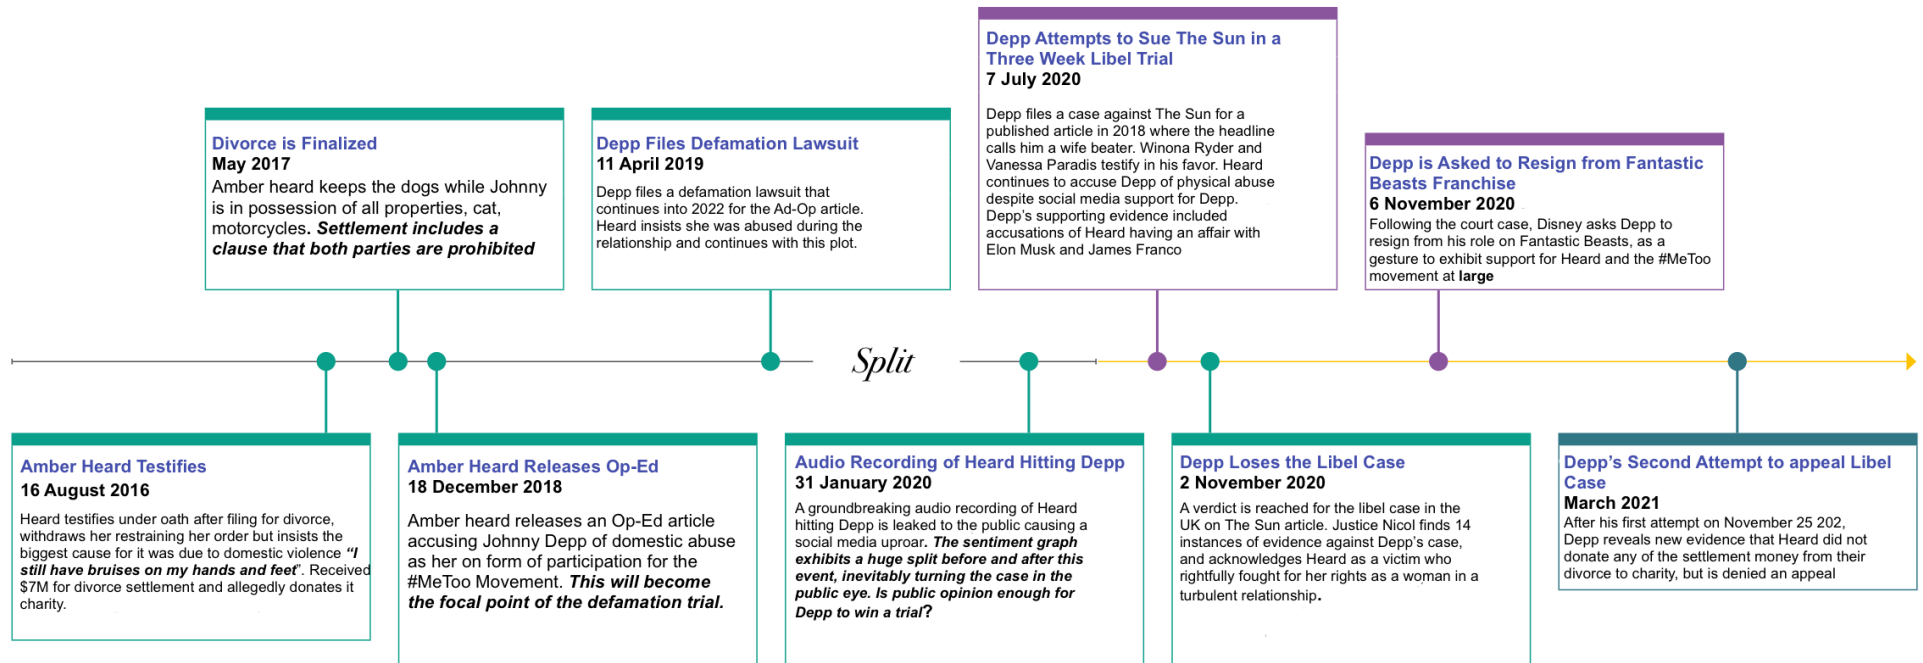 Divorce is Finalized
May 2017
Amber heard keeps the dogs while Johnny
is in possession of all properties, cat,
motorcycles. Settlement includes a
clause that both parties are prohibited
Depp Files Defamation Lawsuit
11 April 2019
Depp files a defamation lawsuit that
continues into 2022 for the Ad-Op article.
Heard insists she was abused during the
relationship and continues with this plot.
Depp Attempts to Sue The Sun in a
Three Week Libel Trial
7 July 2020
Depp files a case against The Sun for a
published article in 2018 where the headline
calls him a wife beater. Winona Ryder and
Vanessa Paradis testify in his favor. Heard
continues to accuse Depp of physical abuse
despite social media support for Depp.
Depp's supporting evidence included
accusations of Heard having an affair with
Elon Musk and James Franco
Depp is Asked to Resign from Fantastic
Beasts Franchise
6 November 2020
Following the court case, Disney asks Depp to
resign from his role on Fantastic Beasts, as a
gesture to exhibit support for Heard and the #MeToo
movement at large
Split
Amber Heard Testifies
16 August 2016
Heard testifies under oath after filing for divorce,
withdraws her restraining her order but insists the
biggest cause for it was due to domestic violence “I
still have bruises on my hands and feet”. Received
$7M for divorce settlement and allegedly donates it
charity.
Amber Heard Releases Op-Ed
18 December 2018
Amber heard releases an Op-Ed article
accusing Johnny Depp of domestic abuse
as her on form of participation for the
#MeToo Movement. This will become
the focal point of the defamation trial.
Audio Recording of Heard Hitting Depp
31 January 2020
A groundbreaking audio recording of Heard
hitting Depp is leaked to the public causing a
social media uproar. The sentiment graph
exhibits a huge split before and after this
event, inevitably turning the case in the
public eye. Is public opinion enough for
Depp to win a trial?
Depp Loses the Libel Case
2 November 2020
A verdict is reached for the libel case in the
UK on The Sun article. Justice Nicol finds 14
instances of evidence against Depp's case,
and acknowledges Heard as a victim who
rightfully fought for her rights as a woman in a
turbulent relationship.
Depp's Second Attempt to appeal Libel
Case
March 2021
After his first attempt on November 25 202,
Depp reveals new evidence that Heard did not
donate any of the settlement money from their
divorce to charity, but is denied an appeal